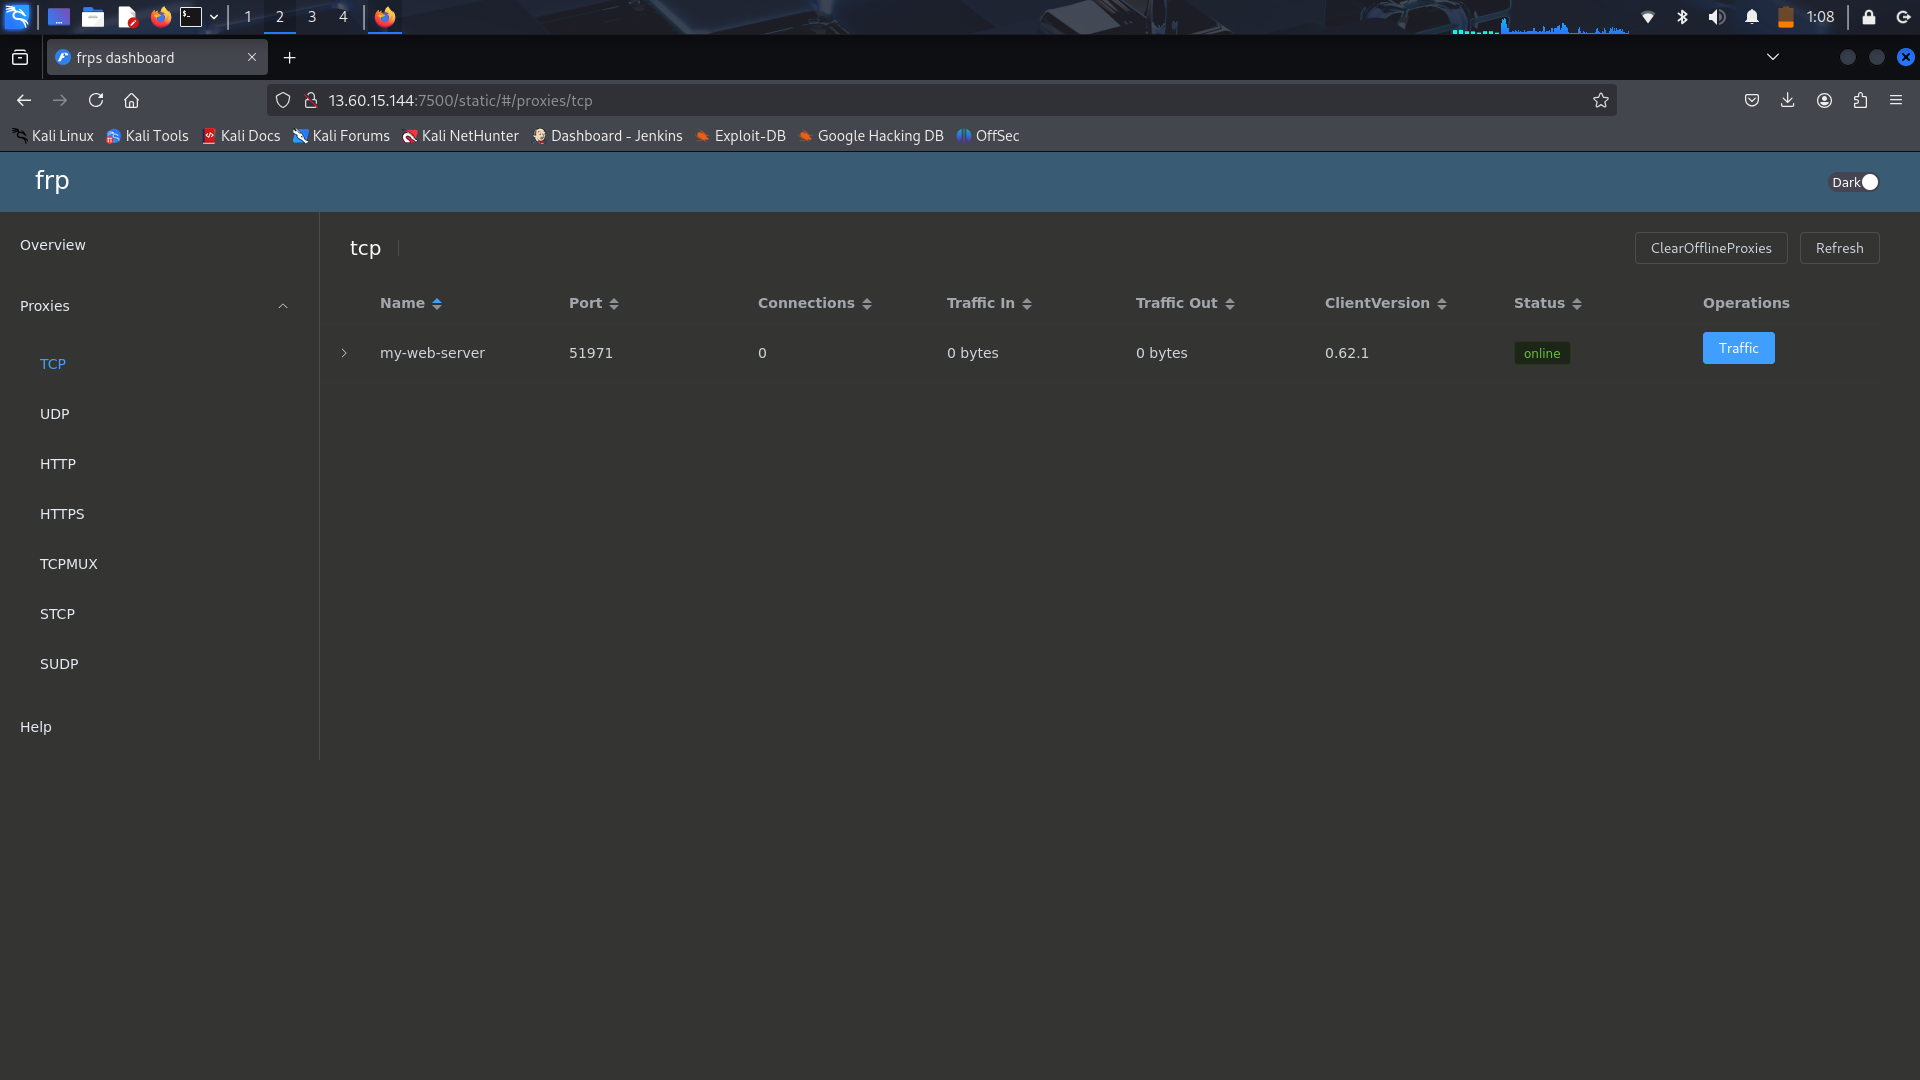 1 2 3 4 1:08
frps dashboard
13.60.15.144:7500/static/#/proxies/tcp
Kali Linux Kali Tools Kali Docs Kali Forums Kali NetHunter Dashboard - Jenkins Exploit-DB Google Hacking DB OffSec
frp Dark
Overview
Proxies
TCP
UDP
HTTP
HTTPS
TCPMUX
STCP
SUDP
Help
tcp ClearOfflineProxies Refresh
Name Port Connections Traffic In Traffic Out ClientVersion Status Operations
my-web-server 51971 0 0 bytes 0 bytes 0.62.1 online Traffic